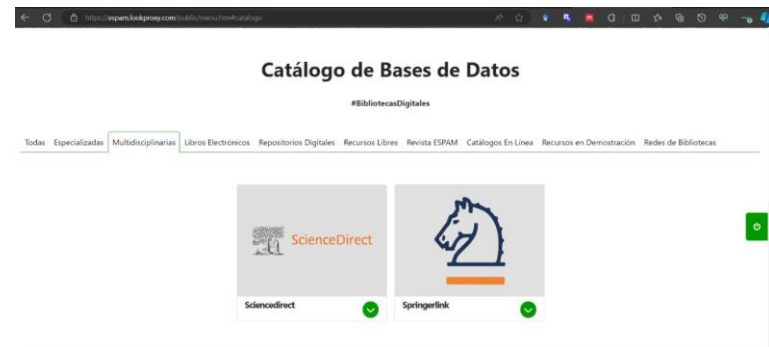 https://espam.lookproxy.com/public/menu.htm#catalogo
Catálogo de Bases de Datos
#BibliotecasDigitales
Todas Especializadas Multidisciplinarias Libros Electrónicos Repositorios Digitales Recursos Libres Revista ESPAM Catálogos En Línea Recursos en Demostración Redes de Bibliotecas
ScienceDirect
Sciencedirect Springerlink